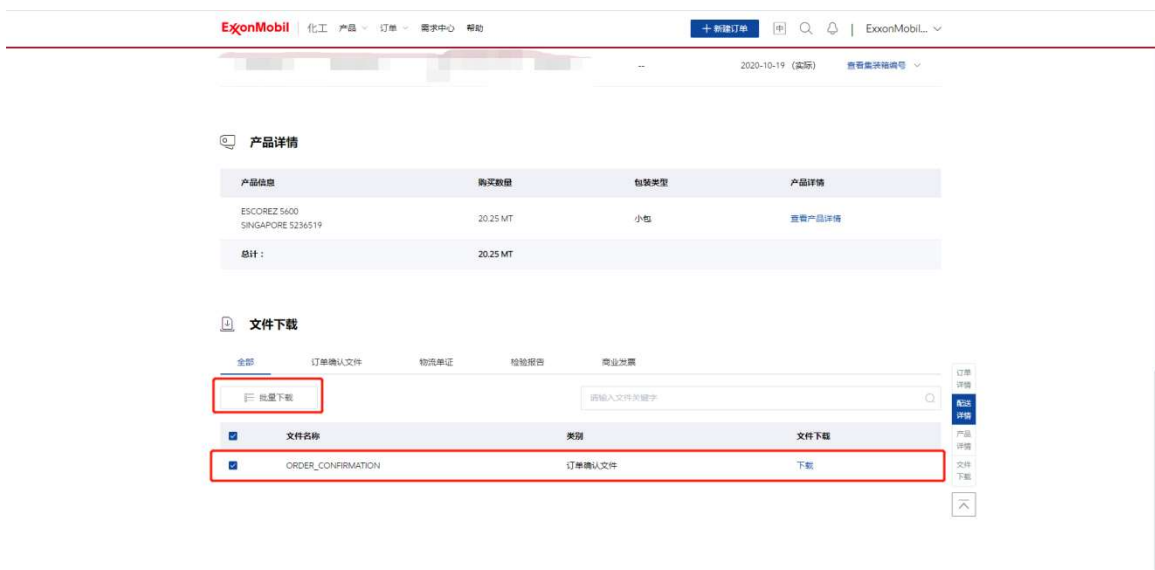 ExxonMobil 化工 产品 订单 需求中心 帮助 + 新建订单 中 ExxonMobil...
-- 2020-10-19 (实际) 查看集装箱编号
产品详情
产品信息 购买数量 包装类型 产品详情
ESCOREZ 5600
SINGAPORE 5236519 20.25 MT 小包 查看产品详情
总计： 20.25 MT
文件下载
全部 订单确认文件 物流单证 检验报告 商业发票
批量下载 请输入文件关键字
文件名称 类别 文件下载
ORDER_CONFIRMATION 订单确认文件 下载
订单
详情
配送
详情
产品
详情
文件
下载